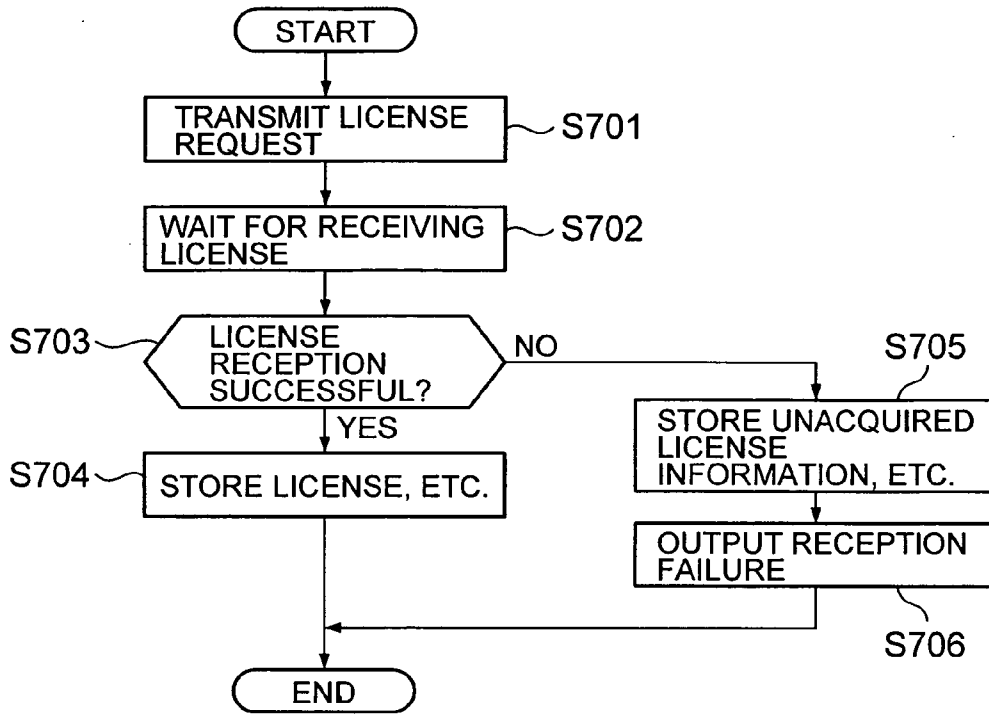 START
TRANSMIT LICENSE
REQUEST
S701
WAIT FOR RECEIVING
LICENSE
S702
S703
LICENSE
RECEPTION
SUCCESSFUL?
NO
YES
S705
STORE UNACQUIRED
LICENSE
INFORMATION, ETC.
S704
STORE LICENSE, ETC.
OUTPUT RECEPTION
FAILURE
S706
END